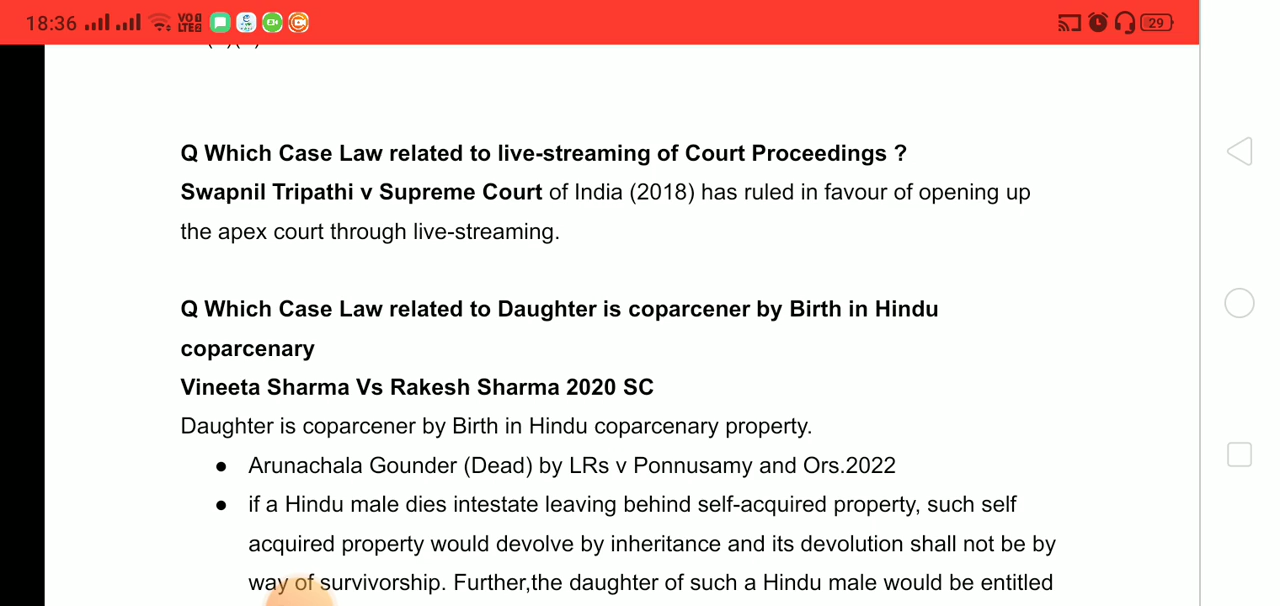 18:36 VO LTE 29
Q Which Case Law related to live-streaming of Court Proceedings ?
Swapnil Tripathi v Supreme Court of India (2018) has ruled in favour of opening up
the apex court through live-streaming.
Q Which Case Law related to Daughter is coparcener by Birth in Hindu
coparcenary
Vineeta Sharma Vs Rakesh Sharma 2020 SC
Daughter is coparcener by Birth in Hindu coparcenary property.
● Arunachala Gounder (Dead) by LRs v Ponnusamy and Ors.2022
● if a Hindu male dies intestate leaving behind self-acquired property, such self
acquired property would devolve by inheritance and its devolution shall not be by
way of survivorship. Further,the daughter of such a Hindu male would be entitled